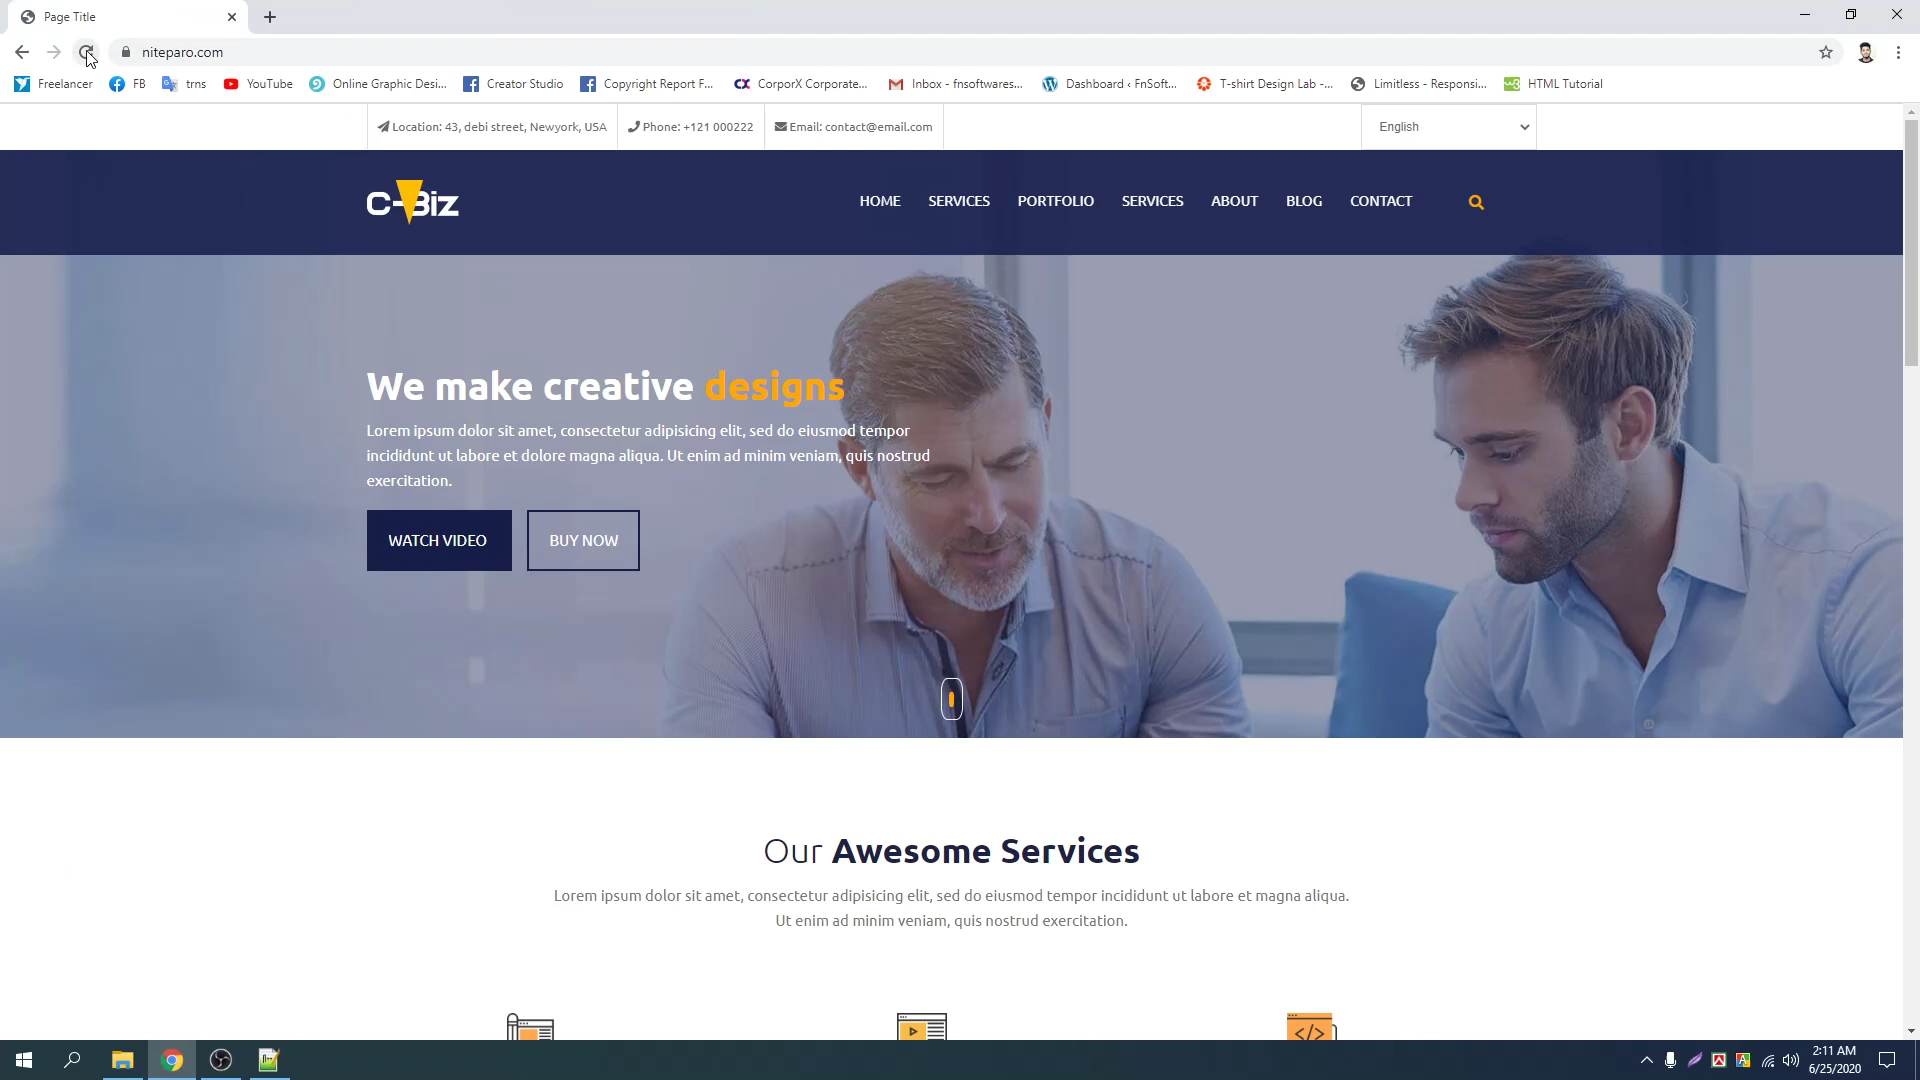 Page Title
niteparo.com
Freelancer FB trns YouTube Online Graphic Desi... Creator Studio Copyright Report F... CorporX Corporate... Inbox - fnsoftwares... Dashboard ‹ FnSoft... T-shirt Design Lab -... Limitless - Responsi... HTML Tutorial
Location: 43, debi street, Newyork, USA Phone: +121 000222 Email: contact@email.com English
C-Biz HOME SERVICES PORTFOLIO SERVICES ABOUT BLOG CONTACT
We make creative designs
Lorem ipsum dolor sit amet, consectetur adipisicing elit, sed do eiusmod tempor
incididunt ut labore et dolore magna aliqua. Ut enim ad minim veniam, quis nostrud
exercitation.
WATCH VIDEO BUY NOW
Our Awesome Services
Lorem ipsum dolor sit amet, consectetur adipisicing elit, sed do eiusmod tempor incididunt ut labore et magna aliqua.
Ut enim ad minim veniam, quis nostrud exercitation.
2:11 AM
6/25/2020